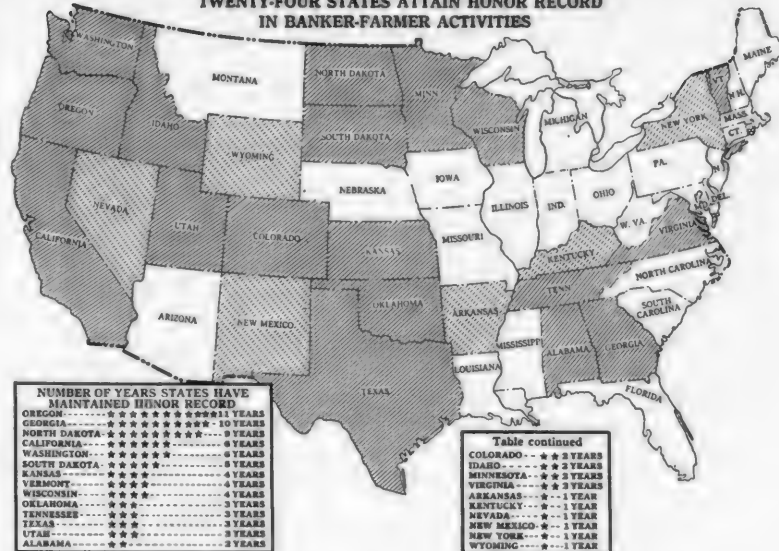 TWENTY-FOUR STATES ATTAIN HONOR RECORD
IN BANKER-FARMER ACTIVITIES
WASHINGTON
OREGON
CALIFORNIA
IDAHO
NEVADA
MONTANA
WYOMING
UTAH
COLORADO
ARIZONA
NEW MEXICO
NORTH DAKOTA
SOUTH DAKOTA
NEBRASKA
KANSAS
OKLAHOMA
TEXAS
MINN
IOWA
MISSOURI
ARKANSAS
LOUISIANA
WISCONSIN
ILLINOIS
MICHIGAN
IND.
OHIO
KENTUCKY
TENN
MISSISSIPPI
ALABAMA
GEORGIA
FLORIDA
SOUTH
CAROLINA
NORTH CAROLINA
VIRGINIA
W. VA.
PA.
NEW YORK
VT.
N.H.
MAINE
MASS
CT.
DEL.
NUMBER OF YEARS STATES HAVE
MAINTAINED HONOR RECORD
OREGON ★★★★★★★★★★★ 11 YEARS
GEORGIA ★★★★★★★★★★ 10 YEARS
NORTH DAKOTA ★★★★★★★★★ 9 YEARS
CALIFORNIA ★★★★★★ 6 YEARS
WASHINGTON ★★★★★★ 6 YEARS
SOUTH DAKOTA ★★★★★ 5 YEARS
KANSAS ★★★★ 4 YEARS
VERMONT ★★★★ 4 YEARS
WISCONSIN ★★★★ 4 YEARS
OKLAHOMA ★★★ 3 YEARS
TENNESSEE ★★★ 3 YEARS
TEXAS ★★★ 3 YEARS
UTAH ★★★ 3 YEARS
ALABAMA ★★ 2 YEARS
Table continued
COLORADO ★★ 2 YEARS
IDAHO ★★ 2 YEARS
MINNESOTA ★★ 2 YEARS
VIRGINIA ★★ 2 YEARS
ARKANSAS ★ 1 YEAR
KENTUCKY ★ 1 YEAR
NEVADA ★ 1 YEAR
NEW MEXICO ★ 1 YEAR
NEW YORK ★ 1 YEAR
WYOMING ★ 1 YEAR